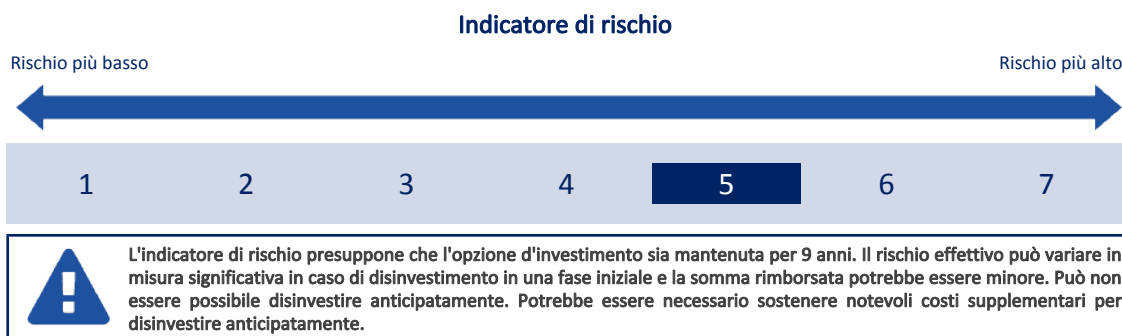 Indicatore di rischio
Rischio più basso
Rischio più alto
1 2 3 4 5 6 7
L'indicatore di rischio presuppone che l'opzione d'investimento sia mantenuta per 9 anni. Il rischio effettivo può variare in
misura significativa in caso di disinvestimento in una fase iniziale e la somma rimborsata potrebbe essere minore. Può non
essere possibile disinvestire anticipatamente. Potrebbe essere necessario sostenere notevoli costi supplementari per
disinvestire anticipatamente.